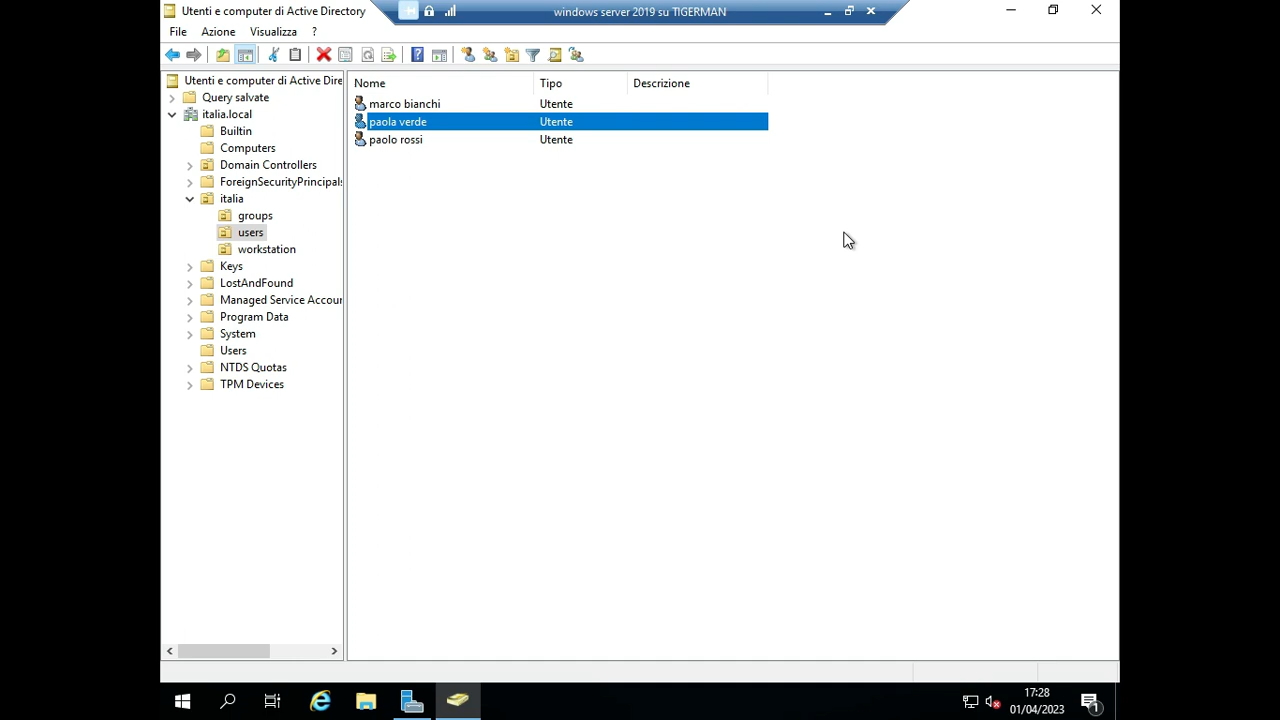 Utenti e computer di Active Directory
windows server 2019 su TIGERMAN
File Azione Visualizza ?
Utenti e computer di Active Dire
Query salvate
italia.local
Builtin
Computers
Domain Controllers
ForeignSecurityPrincipals
italia
groups
users
workstation
Keys
LostAndFound
Managed Service Accour
Program Data
System
Users
NTDS Quotas
TPM Devices
Nome Tipo Descrizione
marco bianchi Utente
paola verde Utente
paolo rossi Utente
17:28
01/04/2023
1